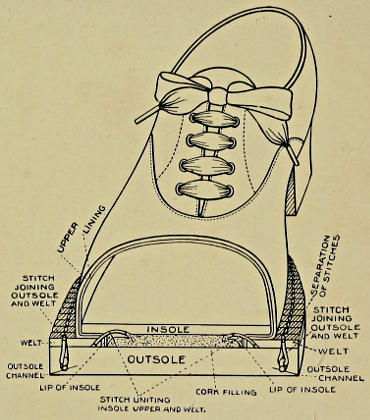 UPPER
LINING
STITCH
JOINING
OUTSOLE
AND WELT
WELT
OUTSOLE
CHANNEL
LIP OF INSOLE
STITCH UNITING
INSOLE UPPER AND WELT.
INSOLE
OUTSOLE
CORK FILLING
SEPARATION
OF STITCHES
STITCH
JOINING
OUTSOLE
AND WELT
WELT
OUTSOLE
CHANNEL
LIP OF INSOLE